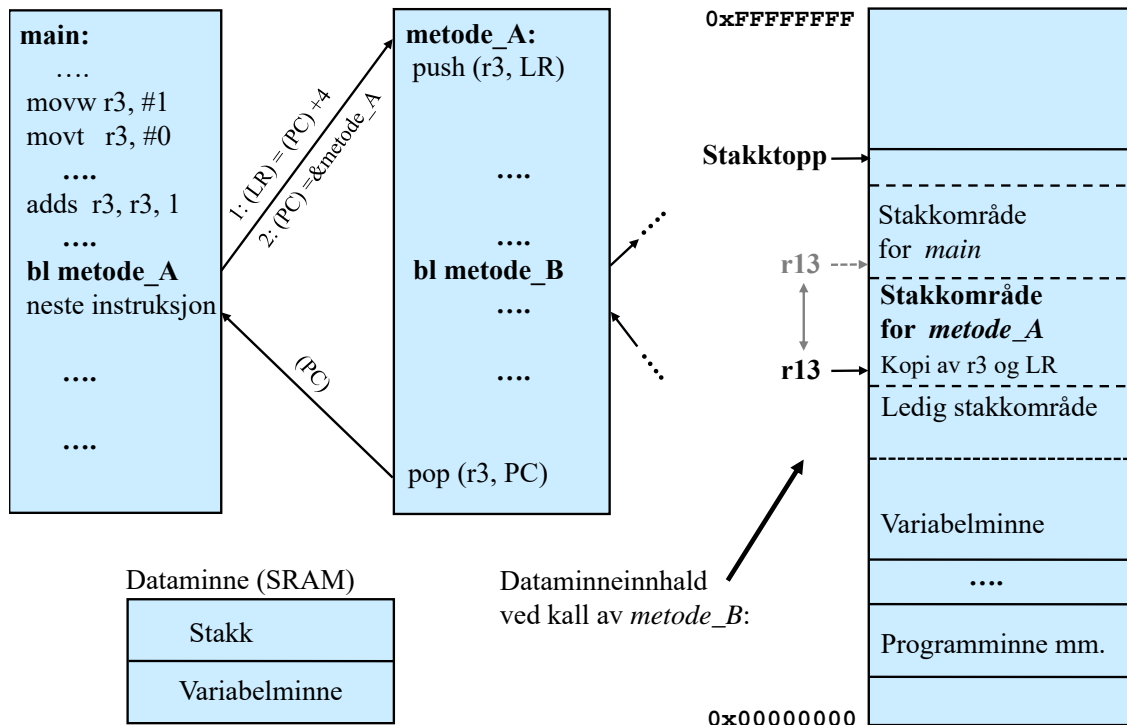 main:
....
movw r3, #1
movt r3, #0
....
adds r3, r3, 1
....
bl metode_A
neste instruksjon
....
....
1: (LR) = (PC) +4
2: (PC) =&metode_A
(PC)
metode_A:
push (r3, LR)
....
....
bl metode_B
....
....
pop (r3, PC)
.....
.....
Dataminne (SRAM)
Stakk
Variabelminne
Dataminneinnhald
ved kall av metode_B:
0xFFFFFFFF
Stakktopp
r13
r13
Stakkområde
for main
Stakkområde
for metode_A
Kopi av r3 og LR
Ledig stakkområde
Variabelminne
....
Programminne mm.
0x00000000